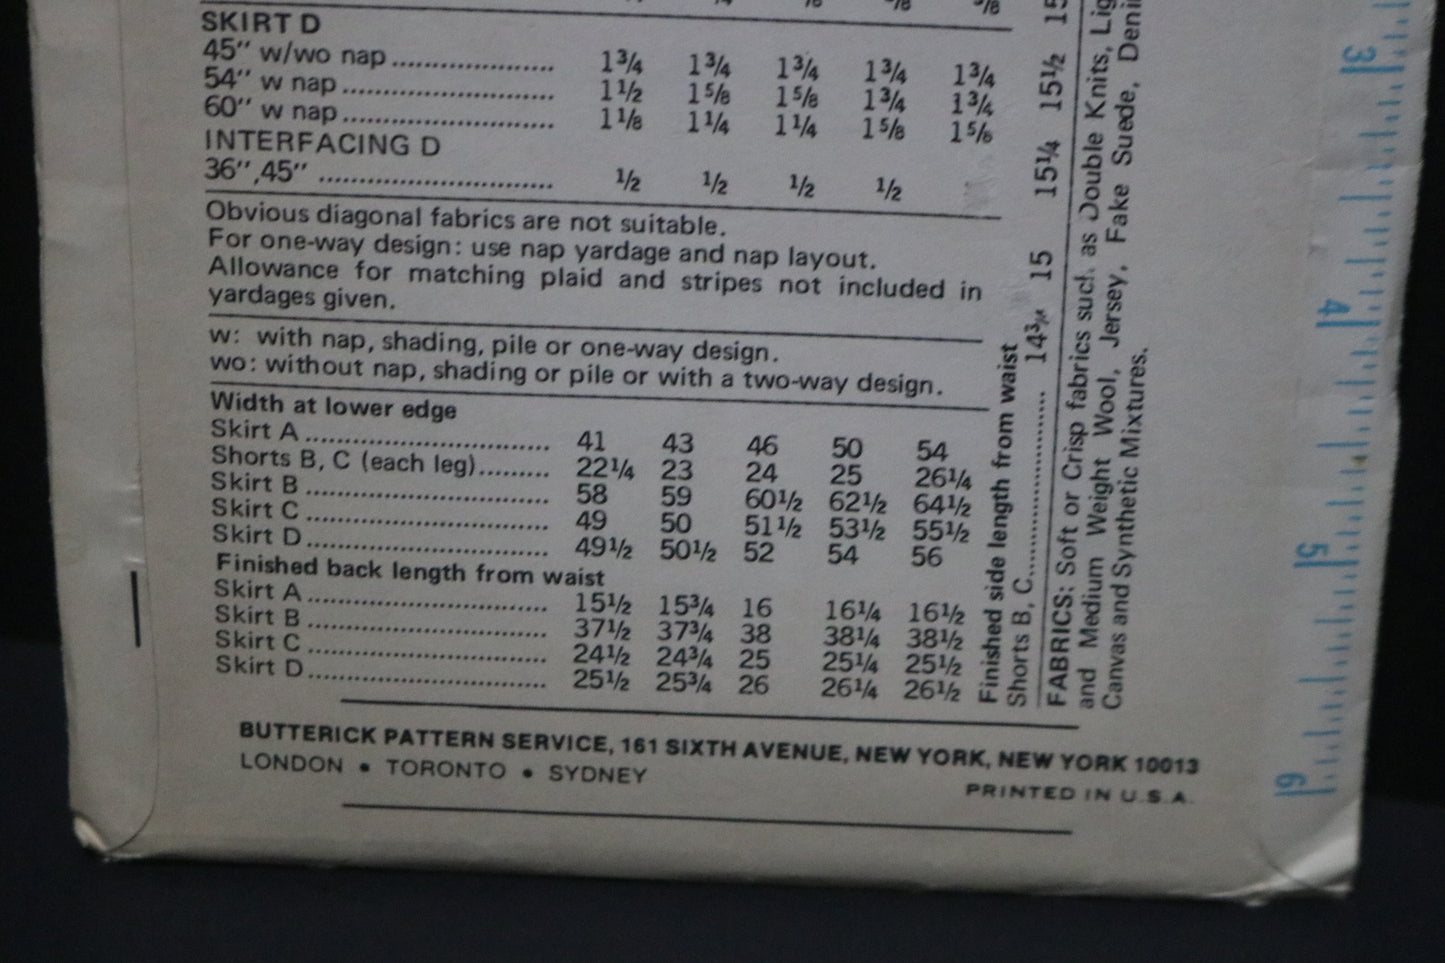 SKIRT D
45" w/wo nap .................... 1¾ 1¾ 1¾ 1¾ 1¾
54" w nap .......................... 1½ 1⅝ 1⅝ 1¾ 1¾
60" w nap .......................... 1⅛ 1¼ 1¼ 1⅝ 1⅝
INTERFACING D
36",45" ............................. ½ ½ ½ ½
Obvious diagonal fabrics are not suitable.
For one-way design: use nap yardage and nap layout.
Allowance for matching plaid and stripes not included in
yardages given.
w: with nap, shading, pile or one-way design.
wo: without nap, shading or pile or with a two-way design.
Width at lower edge
Skirt A .............................. 41 43 46 50 54
Shorts B, C (each leg) ......... 22¼ 23 24 25 26¼
Skirt B .............................. 58 59 60½ 62½ 64½
Skirt C .............................. 49 50 51½ 53½ 55½
Skirt D .............................. 49½ 50½ 52 54 56
Finished back length from waist
Skirt A .............................. 15½ 15¾ 16 16¼ 16½
Skirt B .............................. 37½ 37¾ 38 38¼ 38½
Skirt C .............................. 24½ 24¾ 25 25¼ 25½
Skirt D .............................. 25½ 25¾ 26 26¼ 26½
Finished side length from waist
Shorts B, C ...................... 14¾ 15 15¼ 15½ 15
FABRICS: Soft or Crisp fabrics such as Double Knits,
and Medium Weight Wool, Jersey, Fake Suede,
Canvas and Synthetic Mixtures.
BUTTERICK PATTERN SERVICE, 161 SIXTH AVENUE, NEW YORK, NEW YORK 10013
LONDON • TORONTO • SYDNEY
PRINTED IN U.S.A.
3
4
5
6